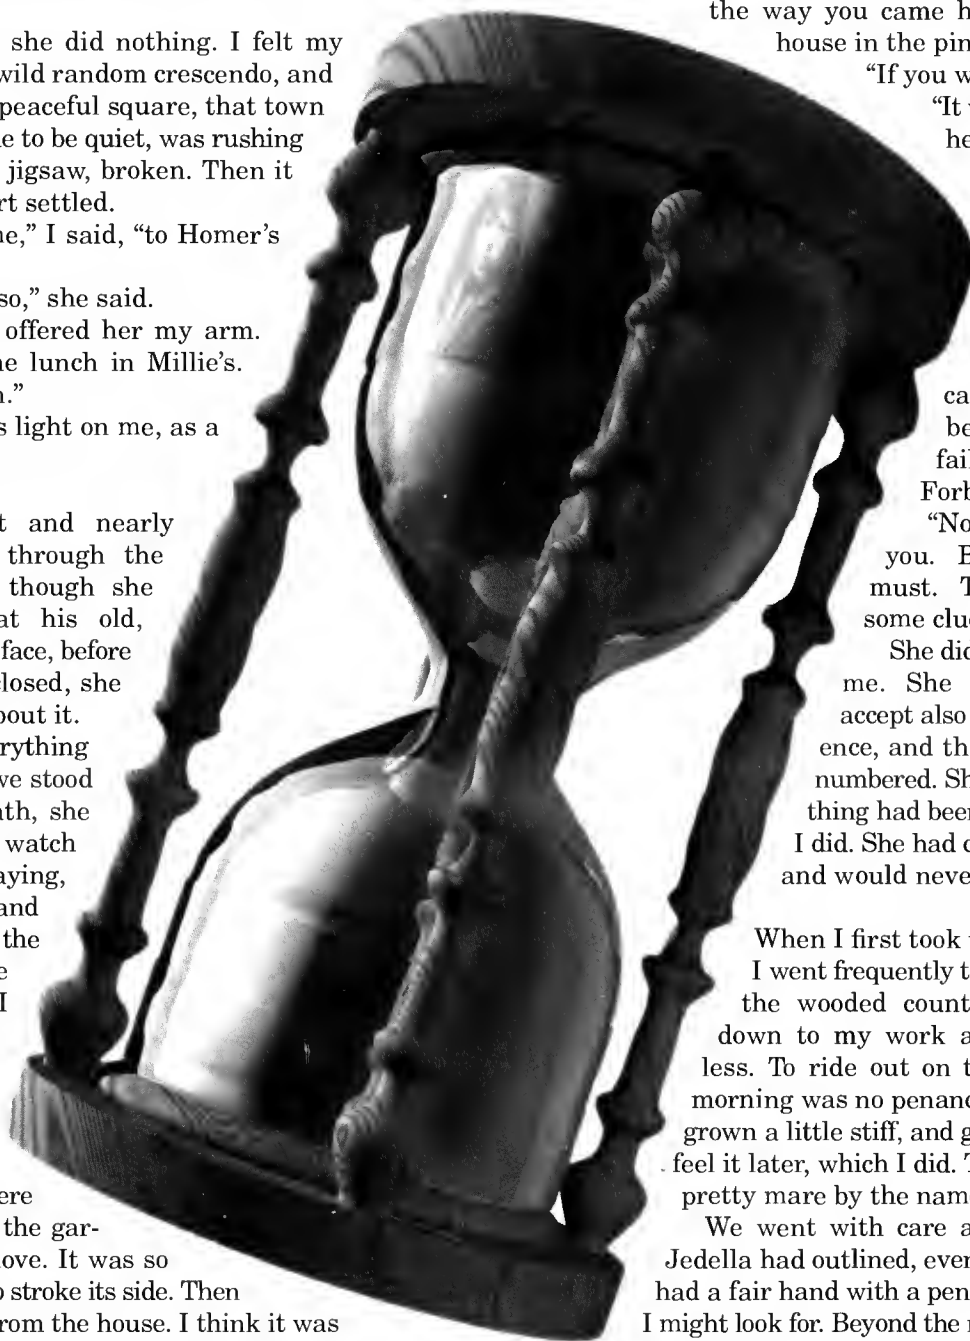 she did nothing. I felt my
wild random crescendo, and
peaceful square, that town
e to be quiet, was rushing
jigsaw, broken. Then it
rt settled.
ne,” I said, “to Homer’s
so,” she said.
offered her my arm.
ne lunch in Millie’s.
n.”
s light on me, as a
t and nearly
through the
though she
at his old,
face, before
closed, she
bout it.
rything
we stood
ath, she
watch
aying,
and
the
e
I
ere
the gar-
love. It was so
o stroke its side. Then
from the house. I think it was
the way you came h
house in the pin
“If you w
“It
he
ca
be
fail
Forb
“No
you. B
must. T
some clue
She did
me. She
accept also
ence, and th
numbered. Sh
thing had been
I did. She had
and would neve
When I first took
I went frequently t
the wooded count
down to my work a
less. To ride out on t
morning was no penanc
grown a little stiff, and g
feel it later, which I did. T
pretty mare by the nam
We went with care a
Jedella had outlined, even
had a fair hand with a pen
I might look for. Beyond the